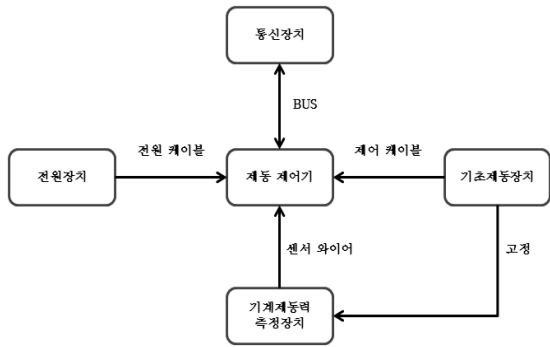 통신장치
BUS
전원 케이블
제어 케이블
전원장치
제동 제어기
기초제동장치
센서 와이어
고정
기계제동력
측정장치